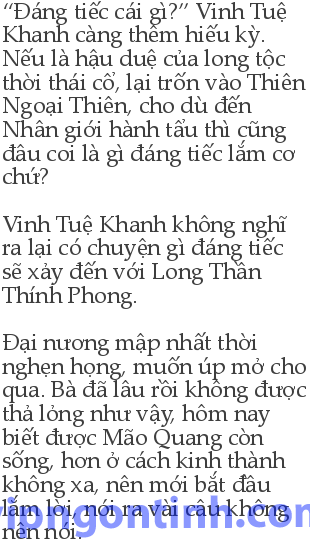 “Đáng tiếc cái gì?” Vinh Tuệ
Khanh càng thêm hiếu kỳ.
Nếu là hậu duệ của long tộc
thời thái cổ, lại trốn vào Thiên
Ngoại Thiên, cho dù đến
Nhân giới hành tẩu thì cũng
đâu coi là gì đáng tiếc lắm cơ
chứ?
Vinh Tuệ Khanh không nghĩ
ra lại có chuyện gì đáng tiếc
sẽ xảy đến với Long Thần
Thính Phong.
Đại nương mập nhất thời
nghẹn họng, muốn úp mở cho
qua. Bà đã lâu rồi không được
thả lỏng như vậy, hôm nay
biết được Mão Quang còn
sống, hơn ở cách kinh thành
không xa, nên mới bắt đầu
lắm lời, nói ra vài câu không
nên nói.
vipngontinh.com